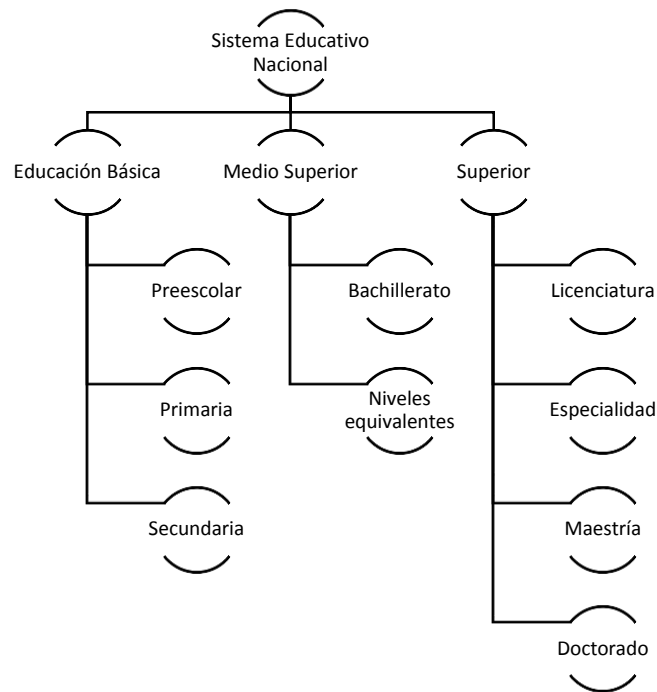 Sistema Educativo
Nacional
Educación Básica
Medio Superior
Superior
Preescolar
Bachillerato
Licenciatura
Primaria
Niveles
equivalentes
Especialidad
Secundaria
Maestría
Doctorado